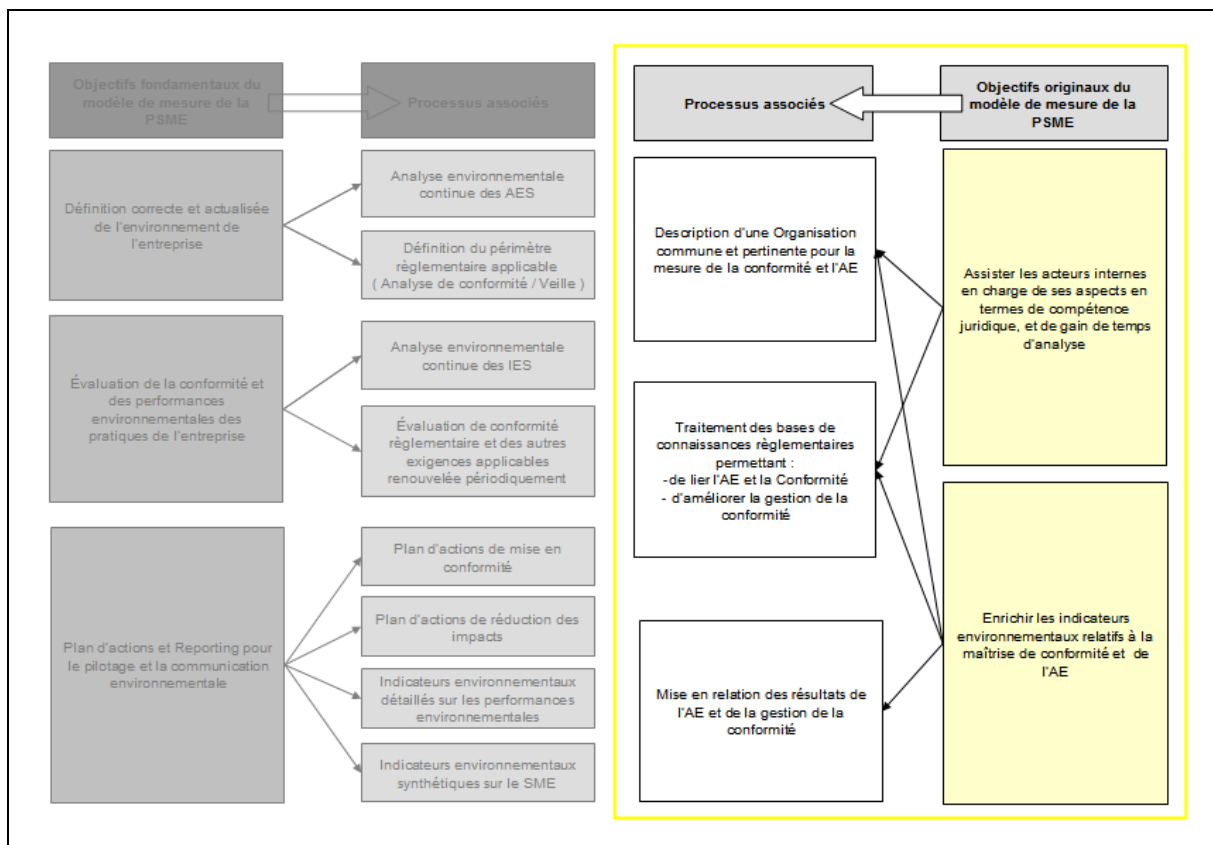 Objectifs fondamentaux du
modèle de mesure de la
PSME
Processus associés
Définition correcte et actualisée
de l'environnement de
l'entreprise
Analyse environnementale
continue des AES
Définition du périmètre
règlementaire applicable
( Analyse de conformité / Veille )
Évaluation de la conformité et
des performances
environnementales des
pratiques de l'entreprise
Analyse environnementale
continue des IES
Évaluation de conformité
règlementaire et des autres
exigences applicables
renouvelée périodiquement
Plan d'actions et Reporting pour
le pilotage et la communication
environnementale
Plan d'actions de mise en
conformité
Plan d'actions de réduction des
impacts
Indicateurs environnementaux
détaillés sur les performances
environnementales
Indicateurs environnementaux
synthétiques sur le SME
Processus associés
Objectifs originaux du
modèle de mesure de la
PSME
Description d'une Organisation
commune et pertinente pour la
mesure de la conformité et l'AE
Traitement des bases de
connaissances règlementaires
permettant :
-de lier l'AE et la Conformité
- d'améliorer la gestion de la
conformité
Mise en relation des résultats de
l'AE et de la gestion de la
conformité
Assister les acteurs internes
en charge de ses aspects en
termes de compétence
juridique, et de gain de temps
d'analyse
Enrichir les indicateurs
environnementaux relatifs à la
maîtrise de conformité et de
l'AE